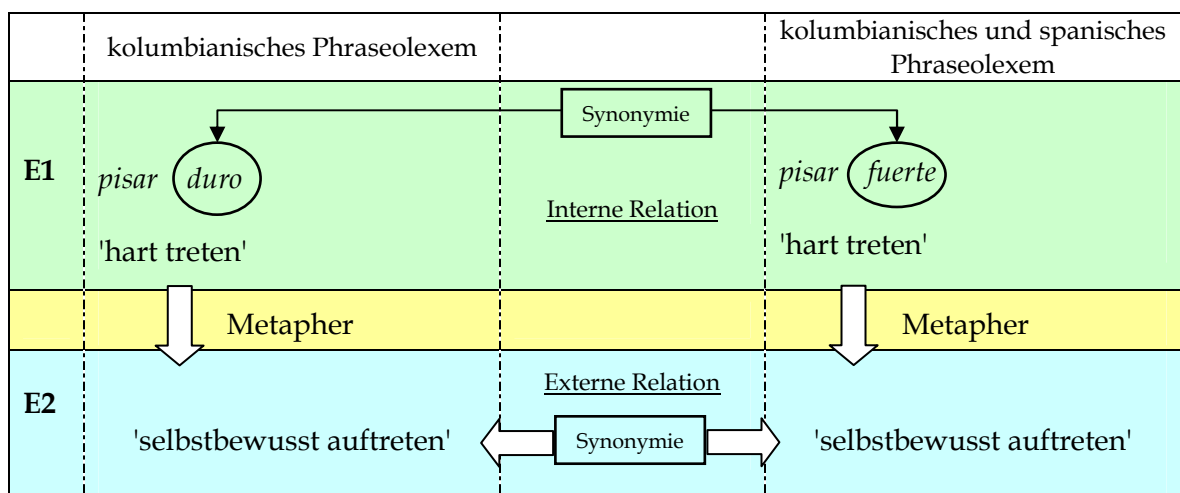 kolumbianisches Phraseolexem
kolumbianisches und spanisches
Phraseolexem
E1
Synonymie
pisar duro
pisar fuerte
Interne Relation
'hart treten'
'hart treten'
Metapher
Metapher
E2
Externe Relation
'selbstbewusst auftreten'
Synonymie
'selbstbewusst auftreten'